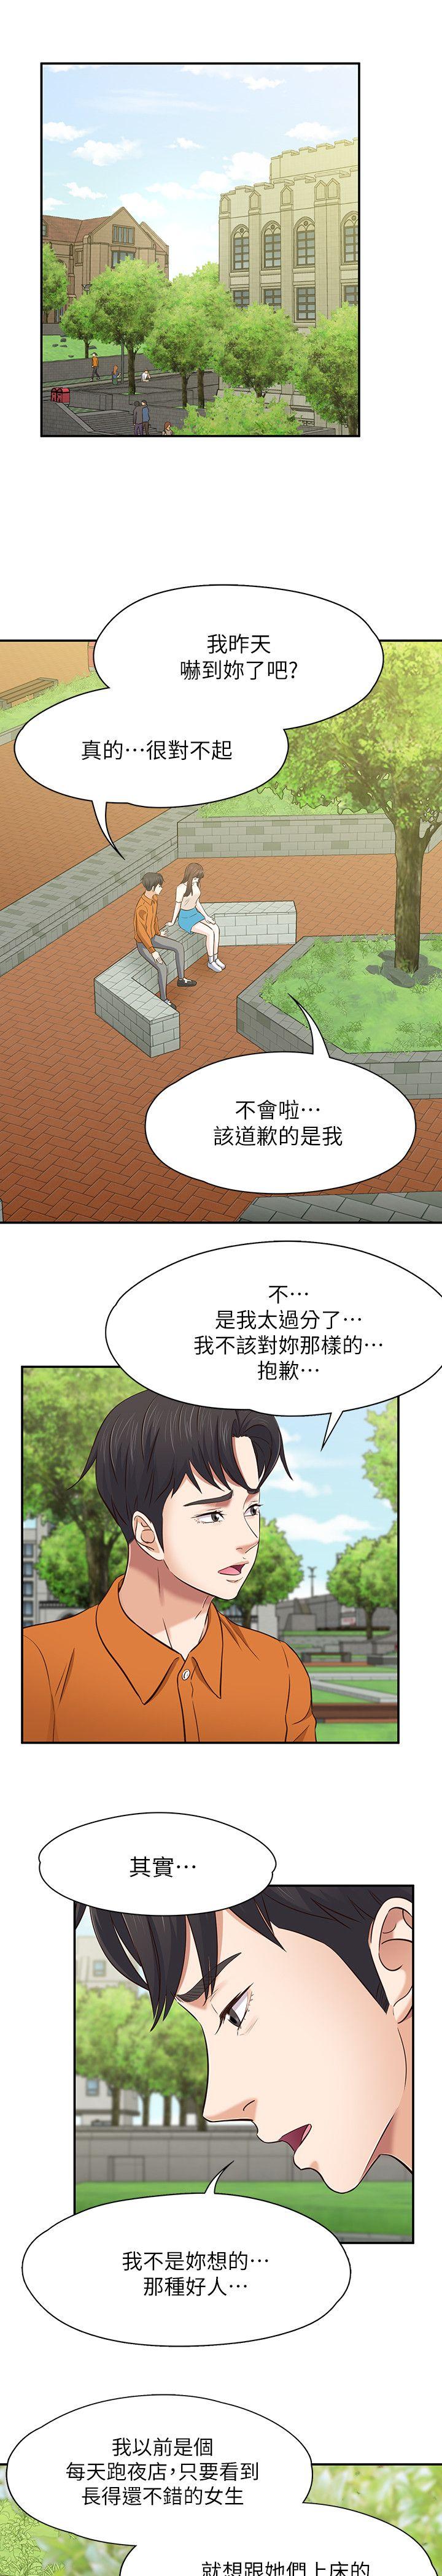 我昨天
嚇到妳了吧?
真的⋯很對不起
不會啦⋯
該道歉的是我
不⋯
是我太過分了⋯
我不該對妳那樣的⋯
抱歉⋯
其實⋯
我不是妳想的⋯
那種好人⋯
我以前是個
每天跑夜店，只要看到
長得還不錯的女生
就想跟她們上床的